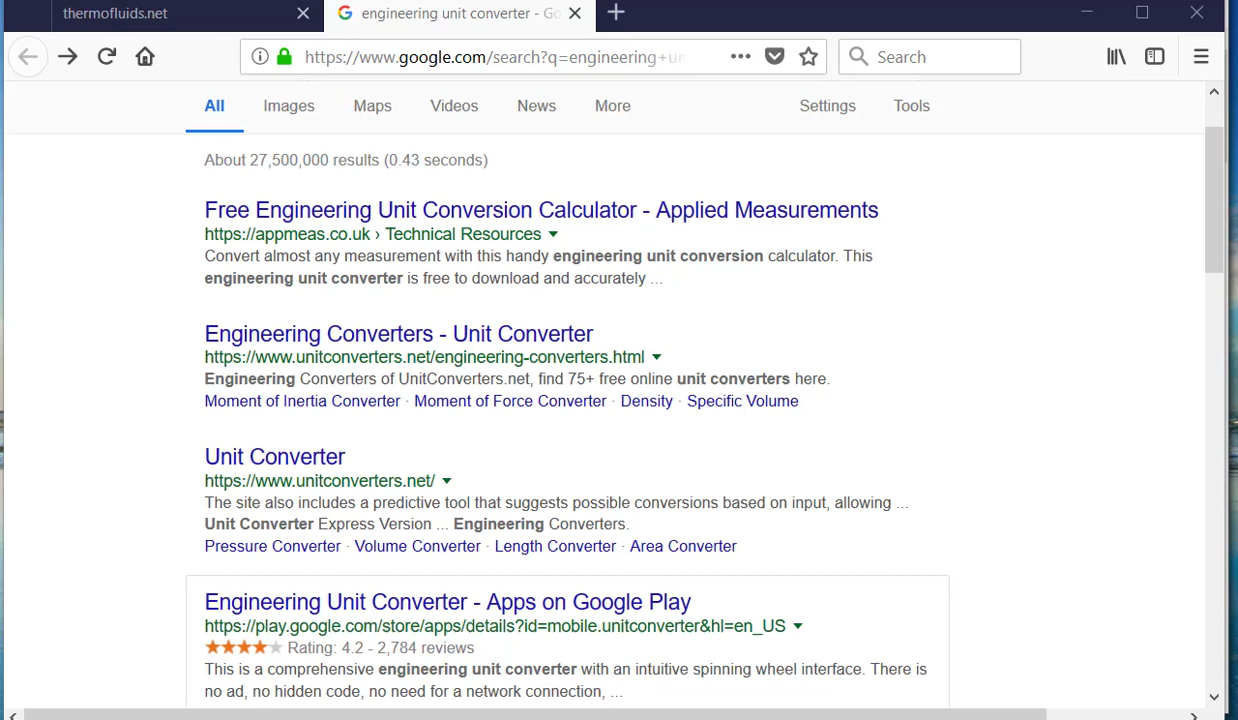 thermofluids.net
engineering unit converter - Go
https://www.google.com/search?q=engineering+un
Search
All Images Maps Videos News More Settings Tools
About 27,500,000 results (0.43 seconds)
Free Engineering Unit Conversion Calculator - Applied Measurements
https://appmeas.co.uk › Technical Resources
Convert almost any measurement with this handy engineering unit conversion calculator. This
engineering unit converter is free to download and accurately ...
Engineering Converters - Unit Converter
https://www.unitconverters.net/engineering-converters.html
Engineering Converters of UnitConverters.net, find 75+ free online unit converters here.
Moment of Inertia Converter · Moment of Force Converter · Density · Specific Volume
Unit Converter
https://www.unitconverters.net/
The site also includes a predictive tool that suggests possible conversions based on input, allowing ...
Unit Converter Express Version ... Engineering Converters.
Pressure Converter · Volume Converter · Length Converter · Area Converter
Engineering Unit Converter - Apps on Google Play
https://play.google.com/store/apps/details?id=mobile.unitconverter&hl=en_US
Rating: 4.2 - 2,784 reviews
This is a comprehensive engineering unit converter with an intuitive spinning wheel interface. There is
no ad, no hidden code, no need for a network connection, ...